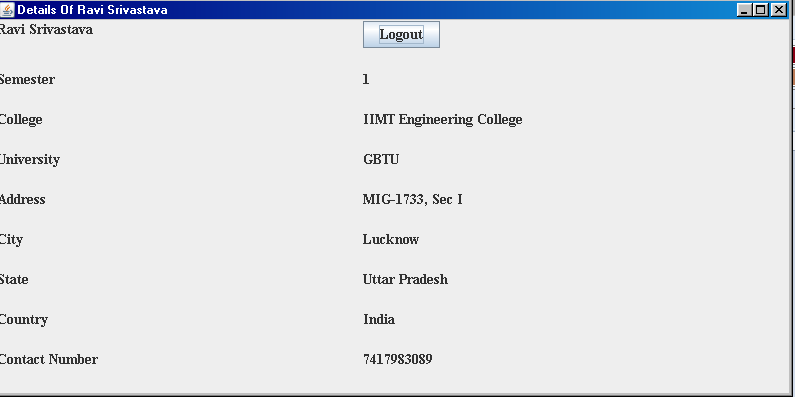 Details Of Ravi Srivastava
Ravi Srivastava Logout
Semester 1
College IIMT Engineering College
University GBTU
Address MIG-1733, Sec I
City Lucknow
State Uttar Pradesh
Country India
Contact Number 7417983089